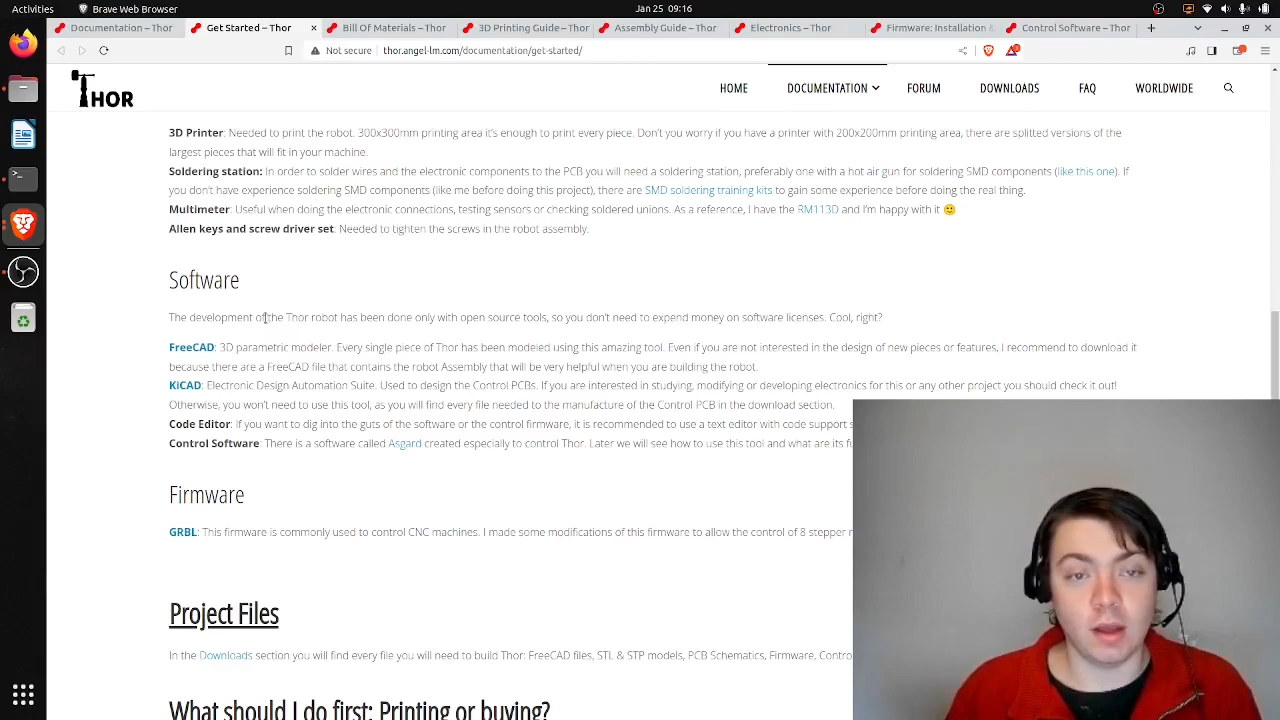 Activities
Brave Web Browser
Jan 25 09:16
Documentation – Thor
Get Started – Thor
Bill Of Materials – Thor
3D Printing Guide – Thor
Assembly Guide – Thor
Electronics – Thor
Firmware Installation &
Control Software – Thor
Not secure
thor.angel-lm.com/documentation/get-started/
THOR
HOME
DOCUMENTATION
FORUM
DOWNLOADS
FAQ
WORLDWIDE
3D Printer: Needed to print the robot. 300x300mm printing area it's enough to print every piece. Don't you worry if you have a printer with 200x200mm printing area, there are splitted versions of the
largest pieces that will fit in your machine.
Soldering station: In order to solder wires and the electronic components to the PCB you will need a soldering station, preferably one with a hot air gun for soldering SMD components (like this one). If
you don't have experience soldering SMD components (like me before doing this project), there are SMD soldering training kits to gain some experience before doing the real thing.
Multimeter: Useful when doing the electronic connections, testing sensors or checking soldered unions. As a reference, I have the RM113D and I'm happy with it 🙂
Allen keys and screw driver set: Needed to tighten the screws in the robot assembly.
Software
The development of the Thor robot has been done only with open source tools, so you don't need to expend money on software licenses. Cool, right?
FreeCAD: 3D parametric modeler. Every single piece of Thor has been modeled using this amazing tool. Even if you are not interested in the design of new pieces or features, I recommend to download it
because there are a FreeCAD file that contains the robot Assembly that will be very helpful when you are building the robot.
KiCAD: Electronic Design Automation Suite. Used to design the Control PCBs. If you are interested in studying, modifying or developing electronics for this or any other project you should check it out!
Otherwise, you won't need to use this tool, as you will find every file needed to the manufacture of the Control PCB in the download section.
Code Editor: If you want to dig into the guts of the software or the control firmware, it is recommended to use a text editor with code support s
Control Software: There is a software called Asgard created especially to control Thor. Later we will see how to use this tool and what are its fu
Firmware
GRBL: This firmware is commonly used to control CNC machines. I made some modifications of this firmware to allow the control of 8 stepper
Project Files
In the Downloads section you will find every file you will need to build Thor: FreeCAD files, STL & STP models, PCB Schematics, Firmware, Contro
What should I do first: Printing or buying?